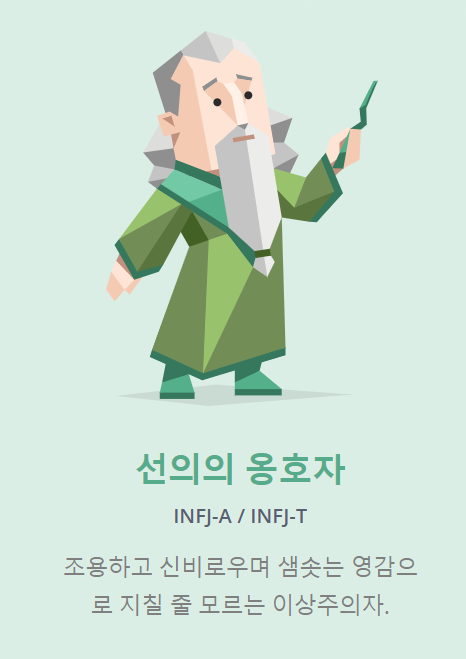 선의의 옹호자
INFJ-A / INFJ-T
조용하고 신비로우며 샘솟는 영감으
로 지칠 줄 모르는 이상주의자.